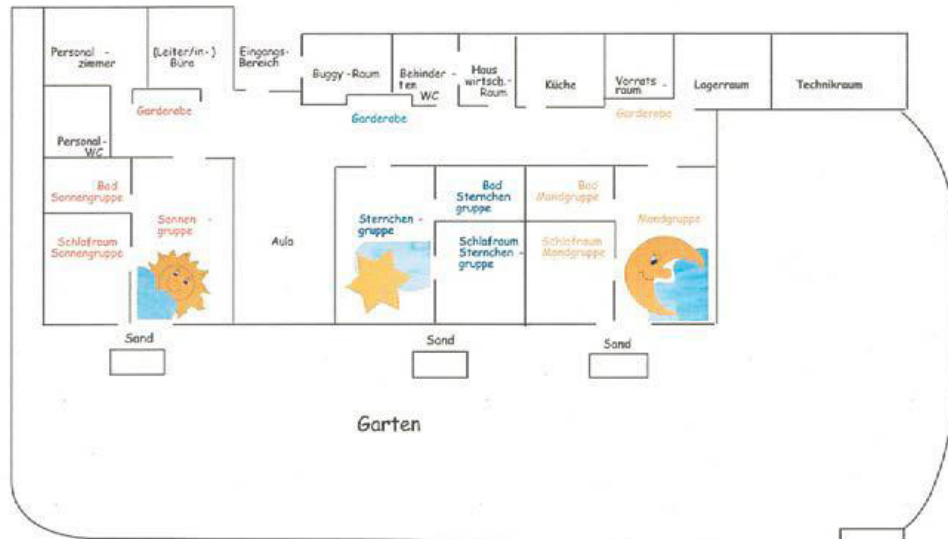 Personal -
zimmer
(Leiter/in-)
Büro
Eingangs-
Bereich
Buggy-Raum
Behinder-
ten
WC
Haus
wirtsch.-
Raum
Küche
Vorrats -
raum
Lagerraum
Technikraum
Garderobe
Garderobe
Garderobe
Personal-
WC
Bad
Sonnengruppe
Schlafraum
Sonnengruppe
Sonnen -
gruppe
Aula
Sternchen -
gruppe
Bad
Sternchen
gruppe
Schlafraum
Sternchen -
gruppe
Bad
Mondgruppe
Schlafraum
Mondgruppe
Mondgruppe
Sand
Sand
Sand
Garten